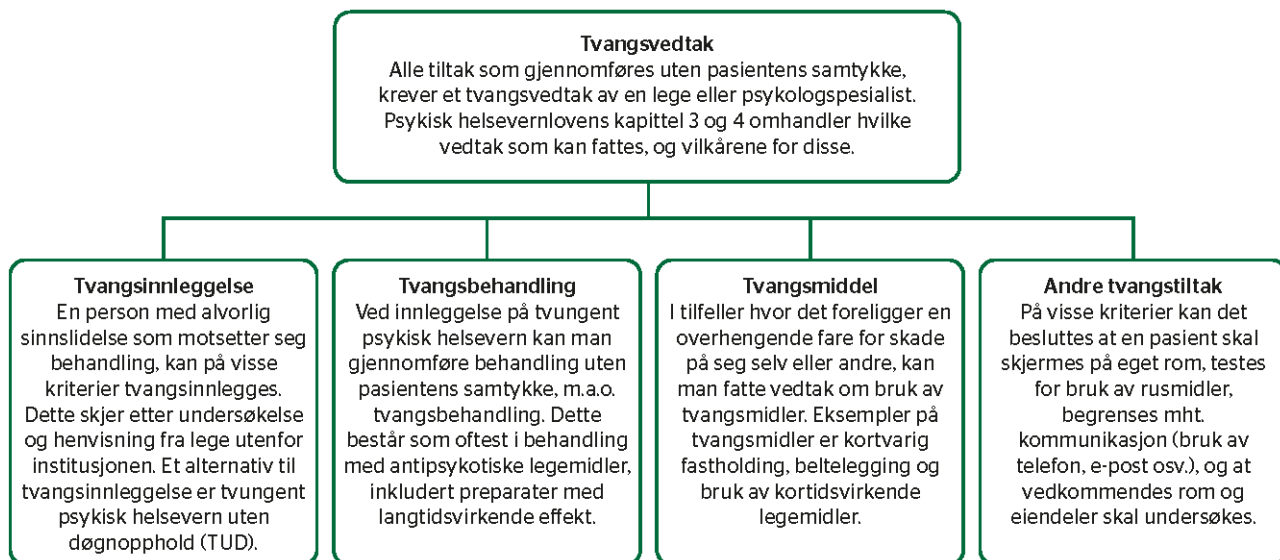 Tvangsvedtak
Alle tiltak som gjennomføres uten pasientens samtykke,
krever et tvangsvedtak av en lege eller psykologspesialist.
Psykisk helsevernlovens kapittel 3 og 4 omhandler hvilke
vedtak som kan fattes, og vilkårene for disse.
Tvangsinnleggelse
En person med alvorlig
sinnslidelse som motsetter seg
behandling, kan på visse
kriterier tvangsinnlegges.
Dette skjer etter undersøkelse
og henvisning fra lege utenfor
institusjonen. Et alternativ til
tvangsinnleggelse er tvungent
psykisk helsevern uten
døgnopphold (TUD).
Tvangsbehandling
Ved innleggelse på tvungent
psykisk helsevern kan man
gjennomføre behandling uten
pasientens samtykke, m.a.o.
tvangsbehandling. Dette
består som oftest i behandling
med antipsykotiske legemidler,
inkludert preparater med
langtidsvirkende effekt.
Tvangsmiddel
I tilfeller hvor det foreligger en
overhengende fare for skade
på seg selv eller andre, kan
man fatte vedtak om bruk av
tvangsmidler. Eksempler på
tvangsmidler er kortvarig
fastholding, beltelegging og
bruk av kortidsvirkende
legemidler.
Andre tvangstiltak
På visse kriterier kan det
besluttes at en pasient skal
skjermes på eget rom, testes
for bruk av rusmidler,
begrenses mht.
kommunikasjon (bruk av
telefon, e-post osv.), og at
vedkommendes rom og
eiendeler skal undersøkes.